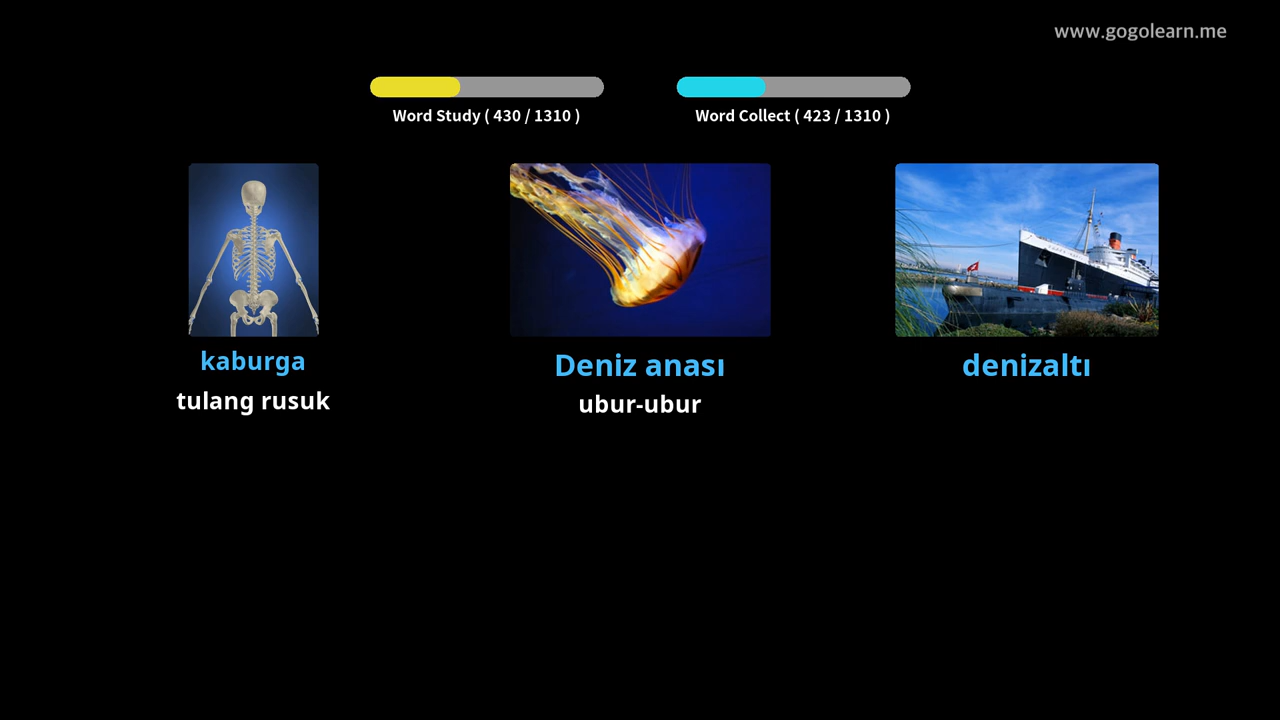 www.gogolearn.me
Word Study ( 430 / 1310 )
Word Collect ( 423 / 1310 )
kaburga
tulang rusuk
Deniz anası
ubur-ubur
denizaltı